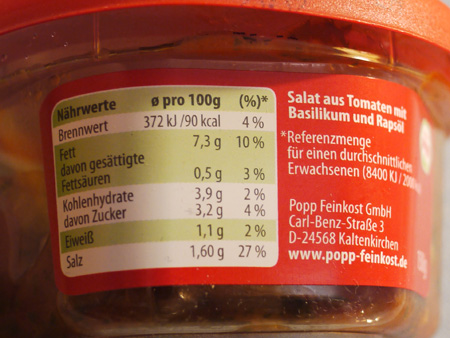 Nährwerte ø pro 100g (%)*
Brennwert 372 kJ /90 kcal 4 %
Fett 7,3 g 10 %
davon gesättigte
Fettsäuren 0,5 g 3 %
Kohlenhydrate 3,9 g 2 %
davon Zucker 3,2 g 4 %
Eiweiß 1,1 g 2 %
Salz 1,60 g 27 %
Salat aus Tomaten mit
Basilikum und Rapsöl
*Referenzmenge
für einen durchschnittlichen
Erwachsenen (8400 KJ /
Popp Feinkost GmbH
Carl-Benz-Straße 3
D-24568 Kaltenkirchen
www.popp-feinkost.de